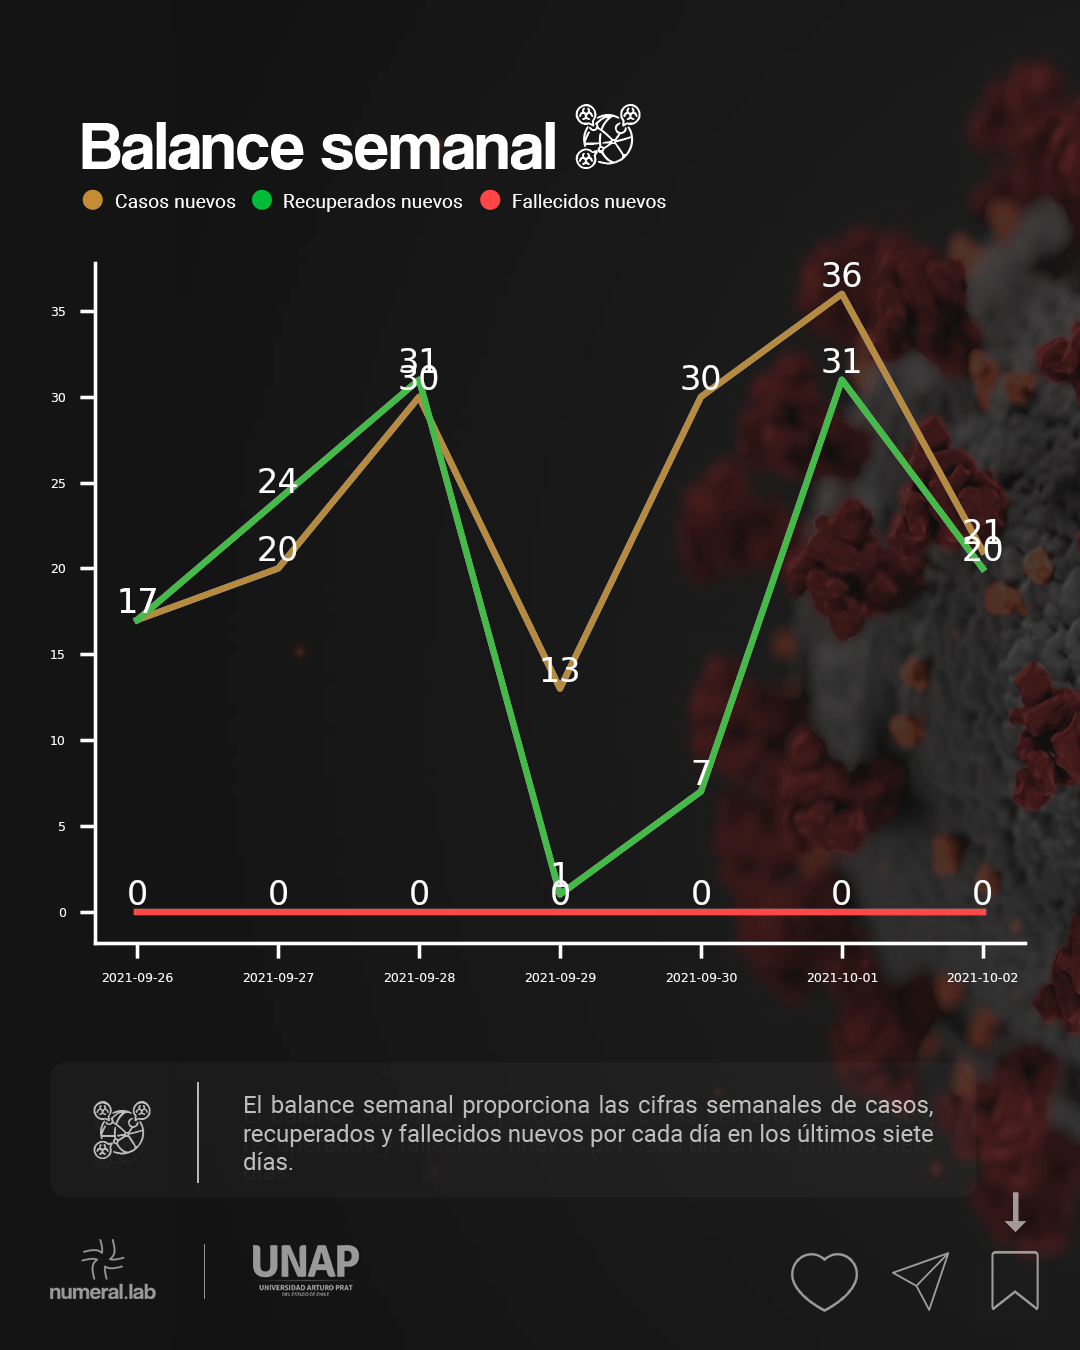 Balance semanal
Casos nuevos Recuperados nuevos Fallecidos nuevos
36
35
31 31
30 30 30
24
25
21
20 20
20
17
15
13
10
7
5
1
0 0 0 0 0 0 0
0
2021-09-26 2021-09-27 2021-09-28 2021-09-29 2021-09-30 2021-10-01 2021-10-02
El balance semanal proporciona las cifras semanales de casos,
recuperados y fallecidos nuevos por cada día en los últimos siete
días.
numeral.lab
UNAP
UNIVERSIDAD ARTURO PRAT
DEL ESTADO DE CHILE